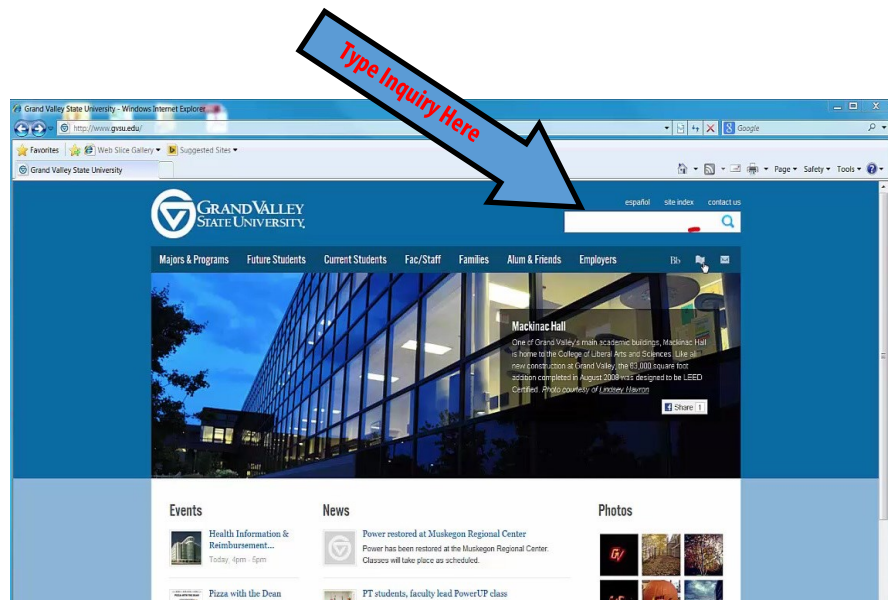 Type Inquiry Here
Grand Valley State University - Windows Internet Explorer
http://www.gvsu.edu/
Google
Favorites Web Slice Gallery Suggested Sites
Grand Valley State University
Page Safety Tools
GRAND VALLEY
STATE UNIVERSITY
español site index contact us
Majors & Programs Future Students Current Students Fac/Staff Families Alum & Friends Employers Bb
Mackinac Hall
One of Grand Valley's main academic buildings, Mackinac Hall
is home to the College of Liberal Arts and Sciences. Like all
new construction at Grand Valley, the 83,000 square foot
addition completed in August 2008 was designed to be LEED
Certified. Photo courtesy of Lindsey Havron
Share 1
Events
Health Information &
Reimbursement...
Today, 4pm - 6pm
Pizza with the Dean
News
Power restored at Muskegon Regional Center
Power has been restored at the Muskegon Regional Center.
Classes will take place as scheduled.
PT students, faculty lead PowerUP class
Photos